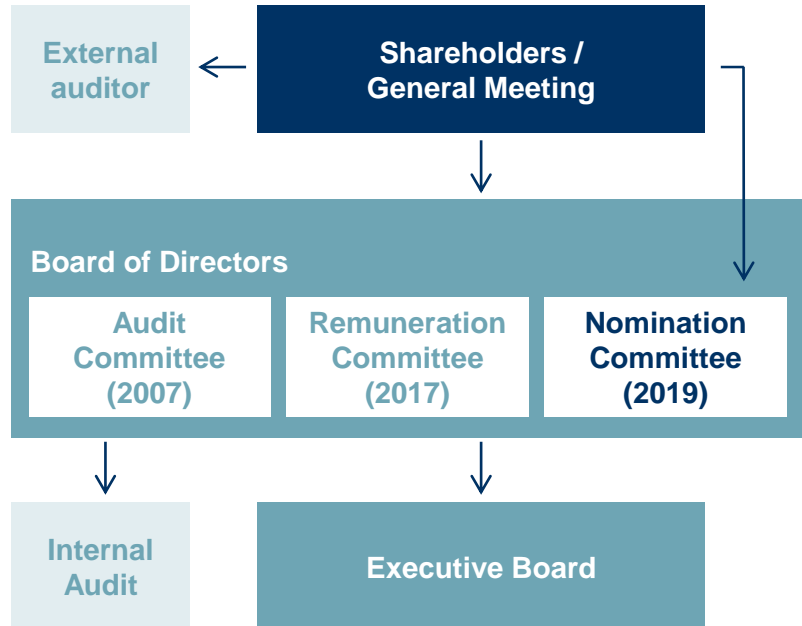 External
auditor
Shareholders /
General Meeting
Board of Directors
Audit
Committee
(2007)
Remuneration
Committee
(2017)
Nomination
Committee
(2019)
Internal
Audit
Executive Board